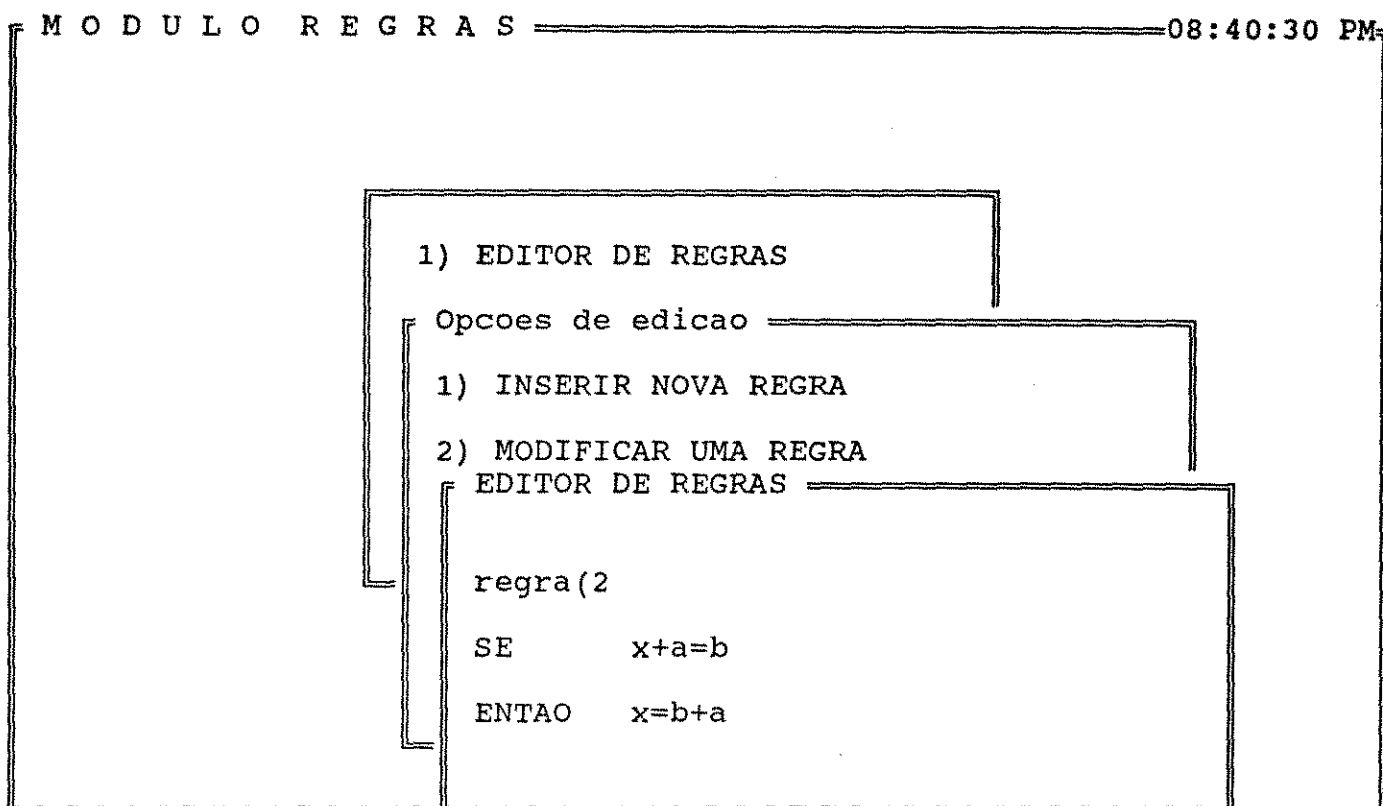 M O D U L O   R E G R A S 08:40:30 PM
1) EDITOR DE REGRAS
Opcoes de edicao
1) INSERIR NOVA REGRA
2) MODIFICAR UMA REGRA
EDITOR DE REGRAS
regra(2
SE x+a=b
ENTAO x=b+a